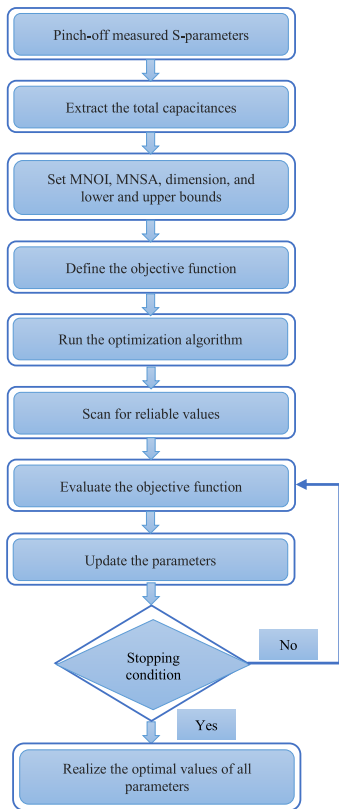 Pinch-off measured S-parameters
Extract the total capacitances
Set MNOI, MNSA, dimension, and
lower and upper bounds
Define the objective function
Run the optimization algorithm
Scan for reliable values
Evaluate the objective function
Update the parameters
Stopping
condition
No
Yes
Realize the optimal values of all
parameters